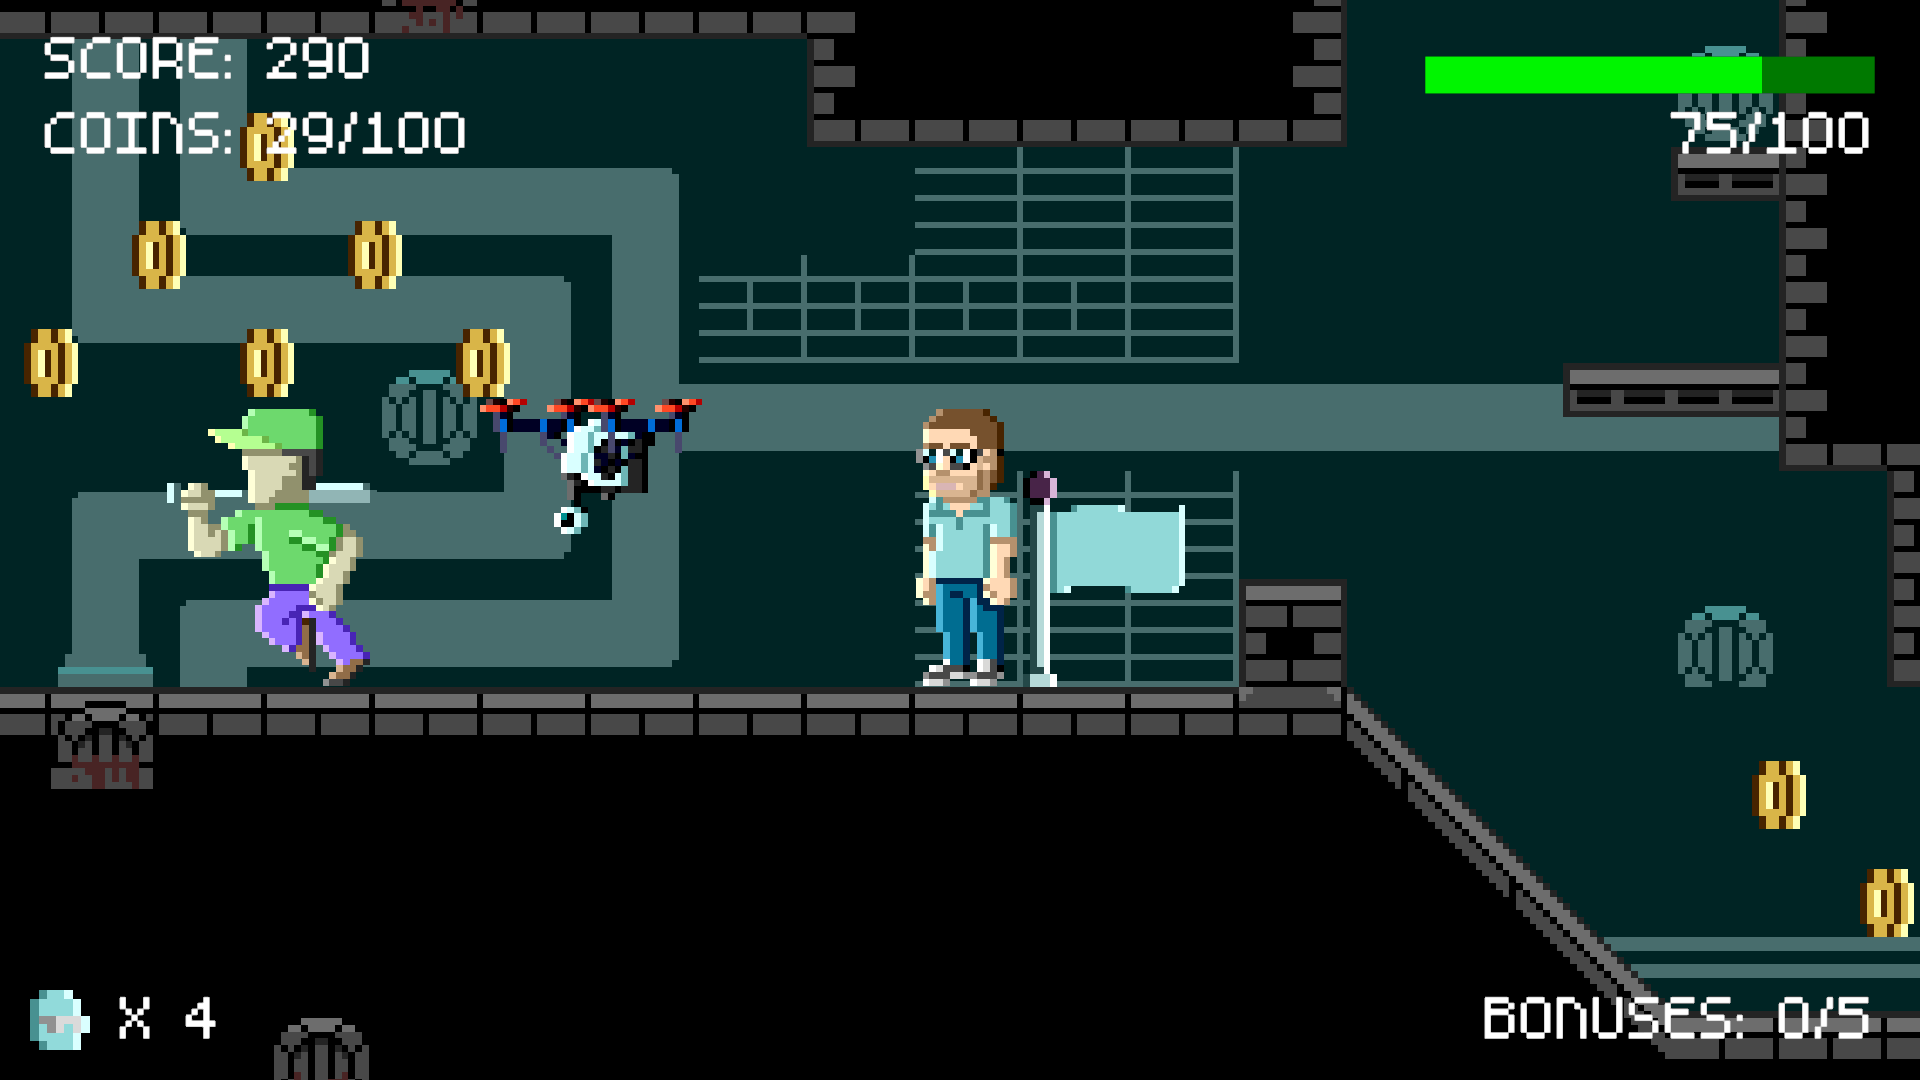 SCORE: 290
COINS: 29/100
75/100
X 4
BONUSES: 0/5